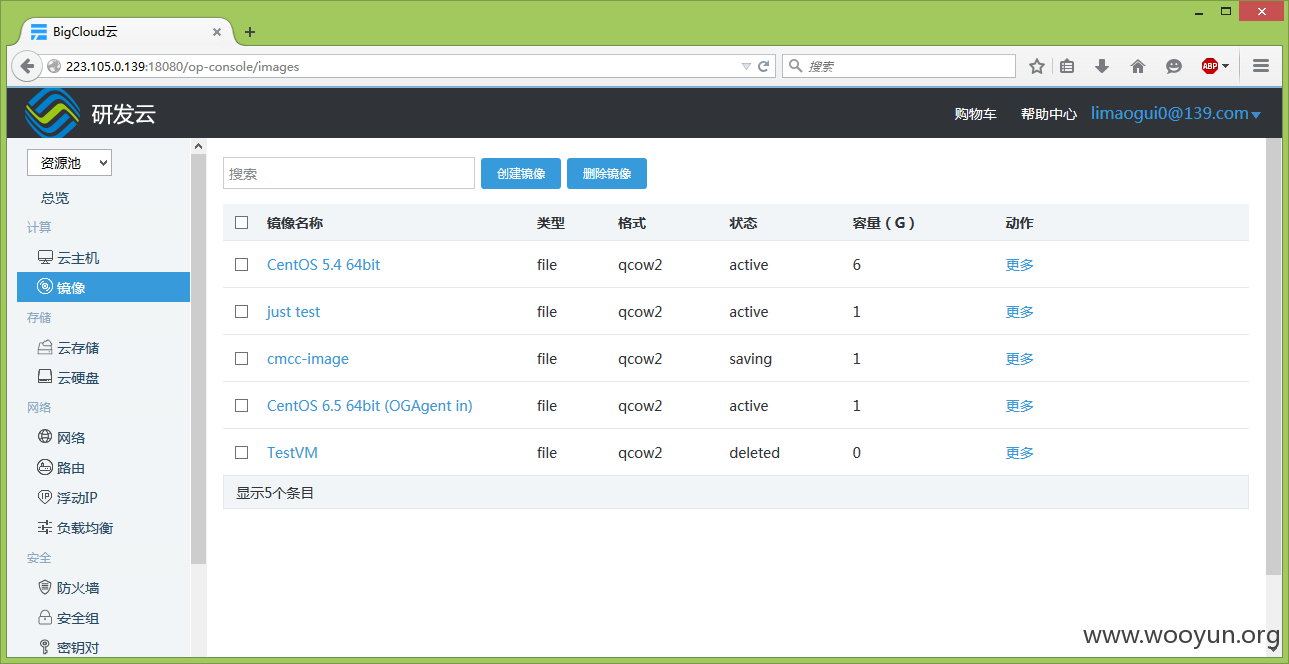 BigCloud云
223.105.0.139:18080/op-console/images
搜索
ABP
研发云
购物车 帮助中心 limaogui0@139.com
资源池
总览
计算
云主机
镜像
存储
云存储
云硬盘
网络
网络
路由
浮动IP
负载均衡
安全
防火墙
安全组
密钥对
搜索 创建镜像 删除镜像
镜像名称 类型 格式 状态 容量（G） 动作
CentOS 5.4 64bit file qcow2 active 6 更多
just test file qcow2 active 1 更多
cmcc-image file qcow2 saving 1 更多
CentOS 6.5 64bit (OGAgent in) file qcow2 active 1 更多
TestVM file qcow2 deleted 0 更多
显示5个条目
www.wooyun.org